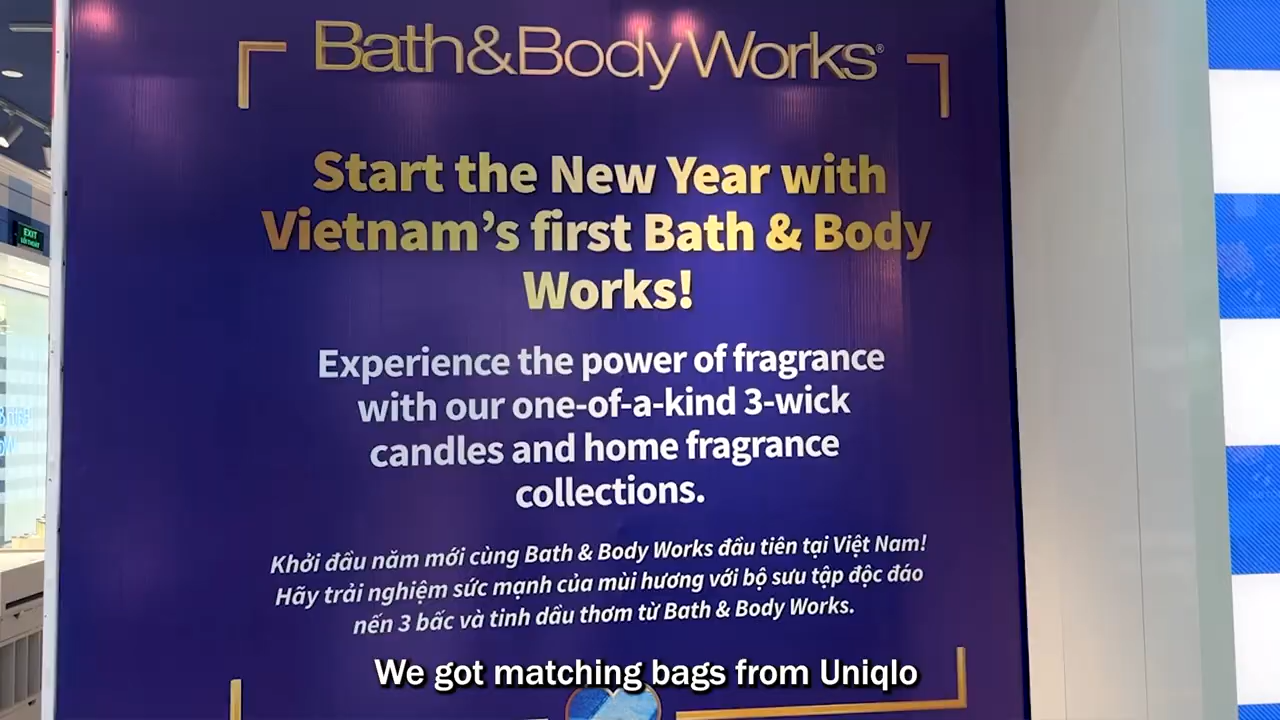 Bath&Body Works®
Start the New Year with
Vietnam's first Bath & Body
Works!
Experience the power of fragrance
with our one-of-a-kind 3-wick
candles and home fragrance
collections.
Khởi đầu năm mới cùng Bath & Body Works đầu tiên tại Việt Nam!
Hãy trải nghiệm sức mạnh của mùi hương với bộ sưu tập độc đáo
nến 3 bấc và tinh dầu thơm từ Bath & Body Works.
We got matching bags from Uniqlo
EXIT